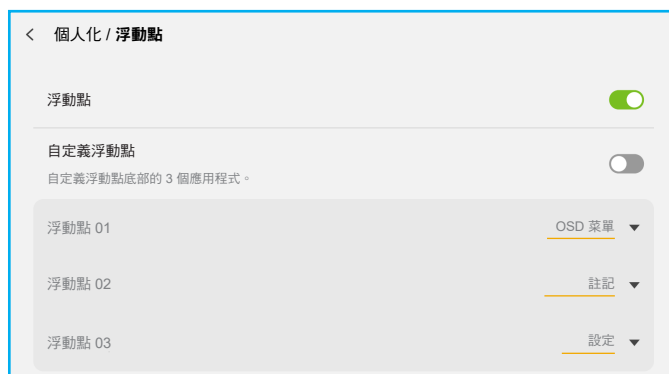 個人化 / 浮動點
浮動點
自定義浮動點
自定義浮動點底部的 3 個應用程式。
浮動點 01 OSD 菜單
浮動點 02 註記
浮動點 03 設定